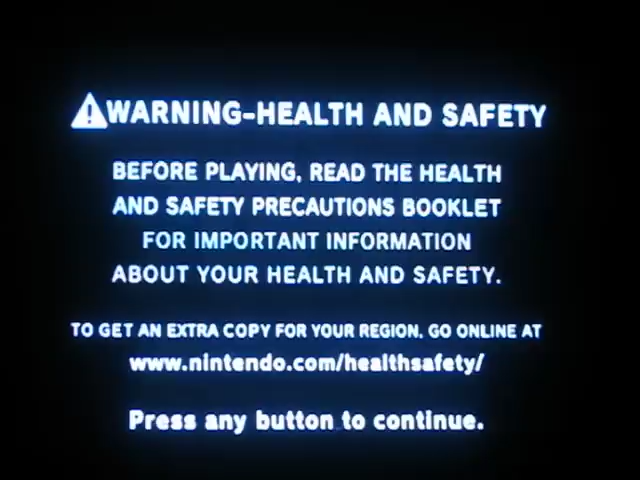 WARNING-HEALTH AND SAFETY
BEFORE PLAYING, READ THE HEALTH
AND SAFETY PRECAUTIONS BOOKLET
FOR IMPORTANT INFORMATION
ABOUT YOUR HEALTH AND SAFETY.
TO GET AN EXTRA COPY FOR YOUR REGION, GO ONLINE AT
www.nintendo.com/healthsafety/
Press any button to continue.